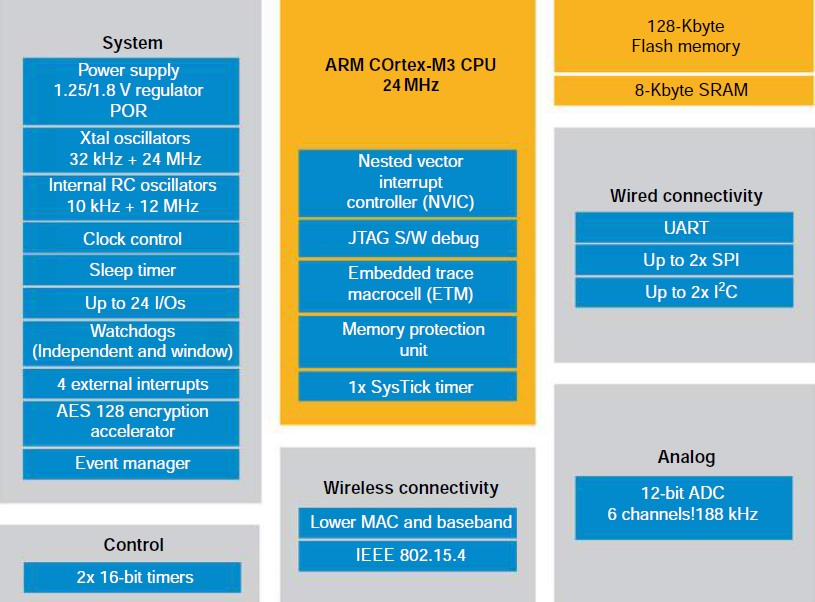 System
Power supply
1.25/1.8 V regulator
POR
Xtal oscillators
32 kHz + 24 MHz
Internal RC oscillators
10 kHz + 12 MHz
Clock control
Sleep timer
Up to 24 I/Os
Watchdogs
(Independent and window)
4 external interrupts
AES 128 encryption
accelerator
Event manager
Control
2x 16-bit timers
ARM COrtex-M3 CPU
24 MHz
Nested vector
interrupt
controller (NVIC)
JTAG S/W debug
Embedded trace
macrocell (ETM)
Memory protection
unit
1x SysTick timer
Wireless connectivity
Lower MAC and baseband
IEEE 802.15.4
128-Kbyte
Flash memory
8-Kbyte SRAM
Wired connectivity
UART
Up to 2x SPI
Up to 2x I²C
Analog
12-bit ADC
6 channels!188 kHz